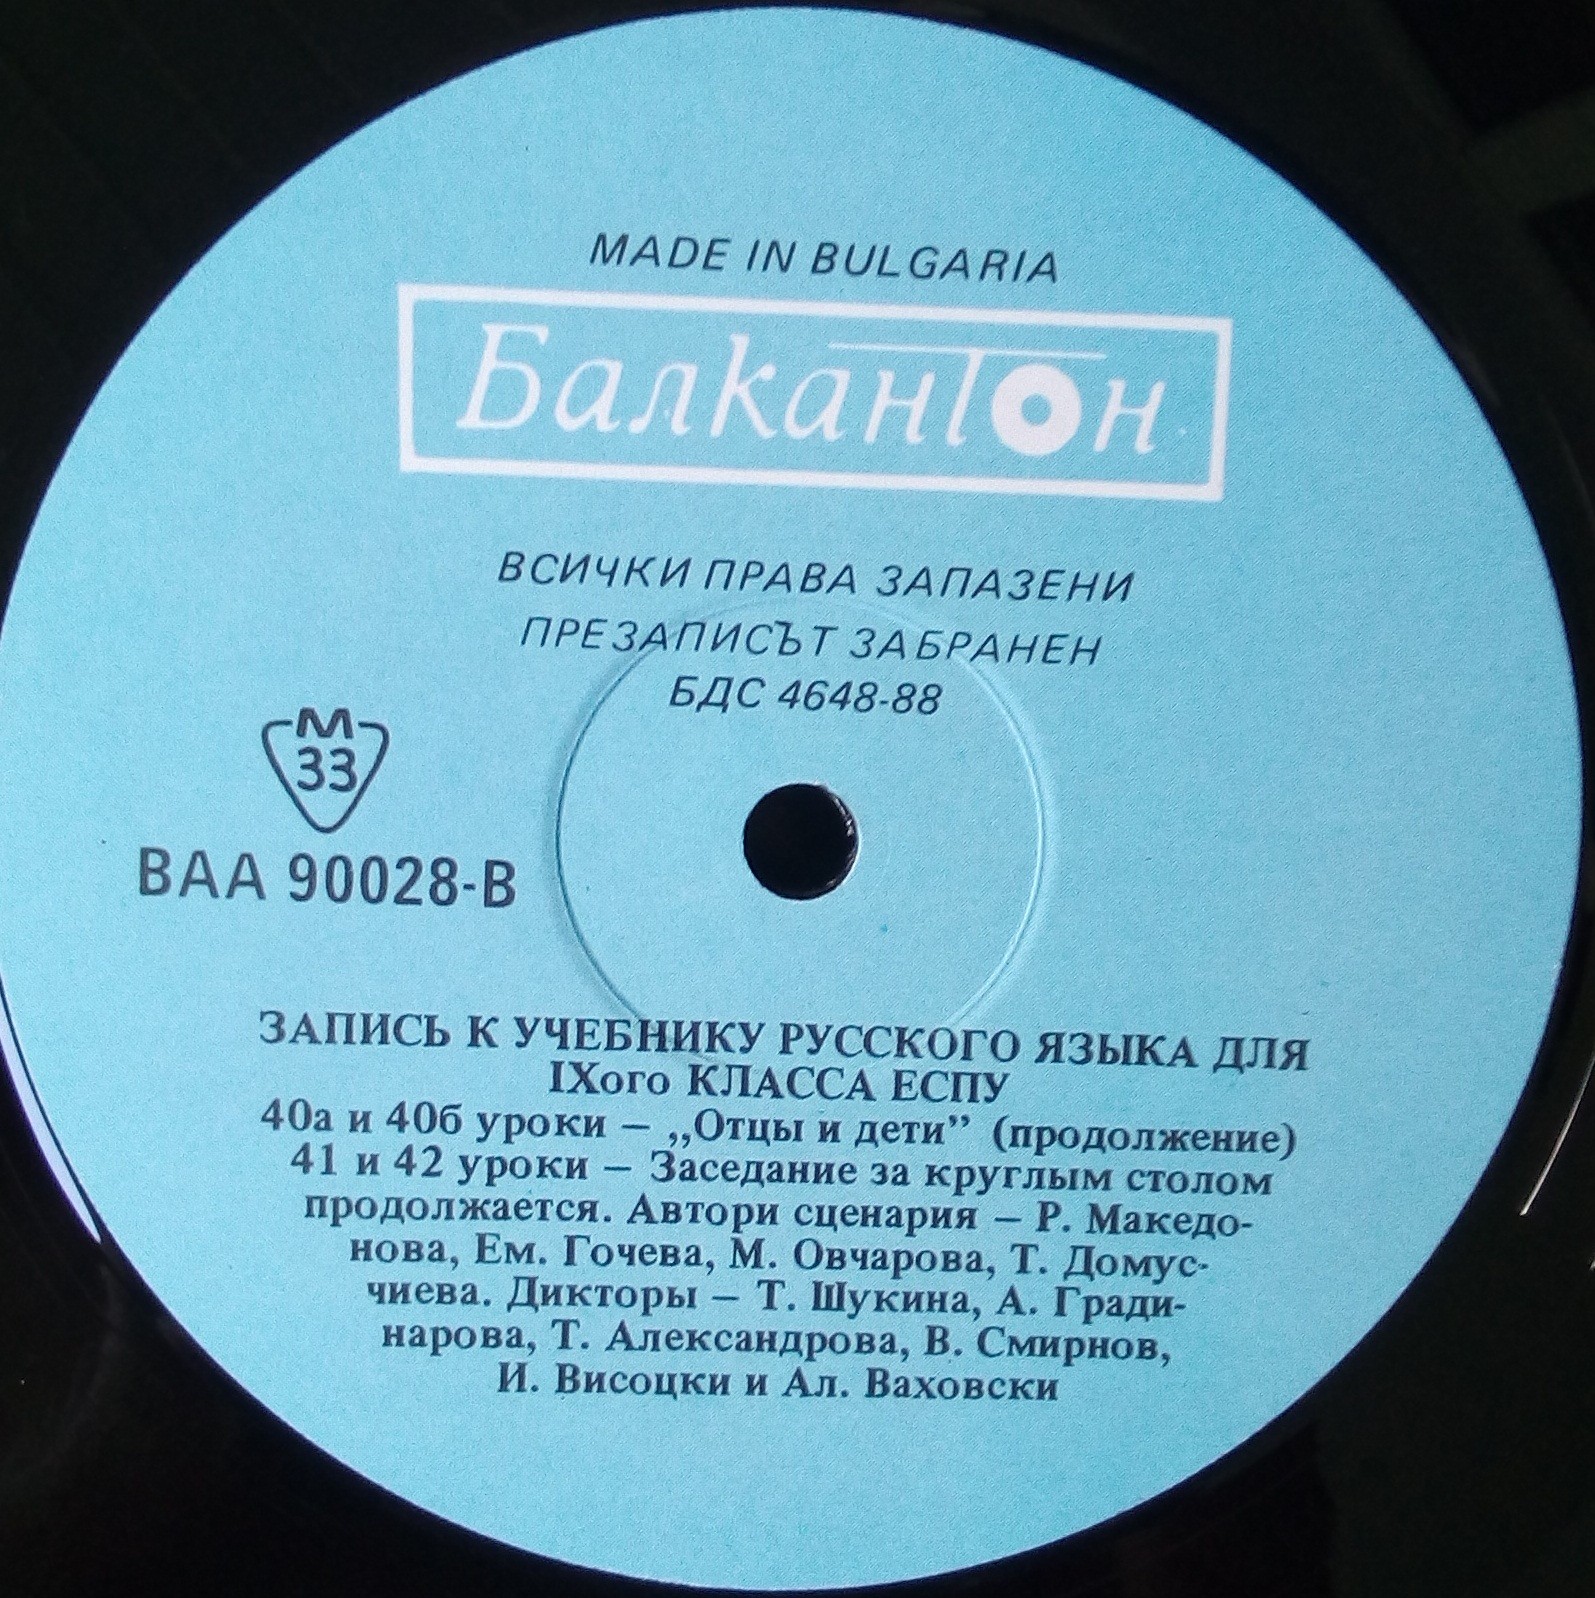 MADE IN BULGARIA
Балкантон
ВСИЧКИ ПРАВА ЗАПАЗЕНИ
ПРЕЗАПИСЪТ ЗАБРАНЕН
БДС 4648-88
М
33
ВАА 90028-В
ЗАПИСЬ К УЧЕБНИКУ РУССКОГО ЯЗЫКА ДЛЯ
IXого КЛАССА ЕСПУ
40а и 40б уроки — „Отцы и дети” (продолжение)
41 и 42 уроки — Заседание за круглым столом
продолжается. Автори сценария — Р. Македо-
нова, Ем. Гочева, М. Овчарова, Т. Домус-
чиева. Дикторы — Т. Шукина, А. Гради-
нарова, Т. Александрова, В. Смирнов,
И. Висоцки и Ал. Ваховски